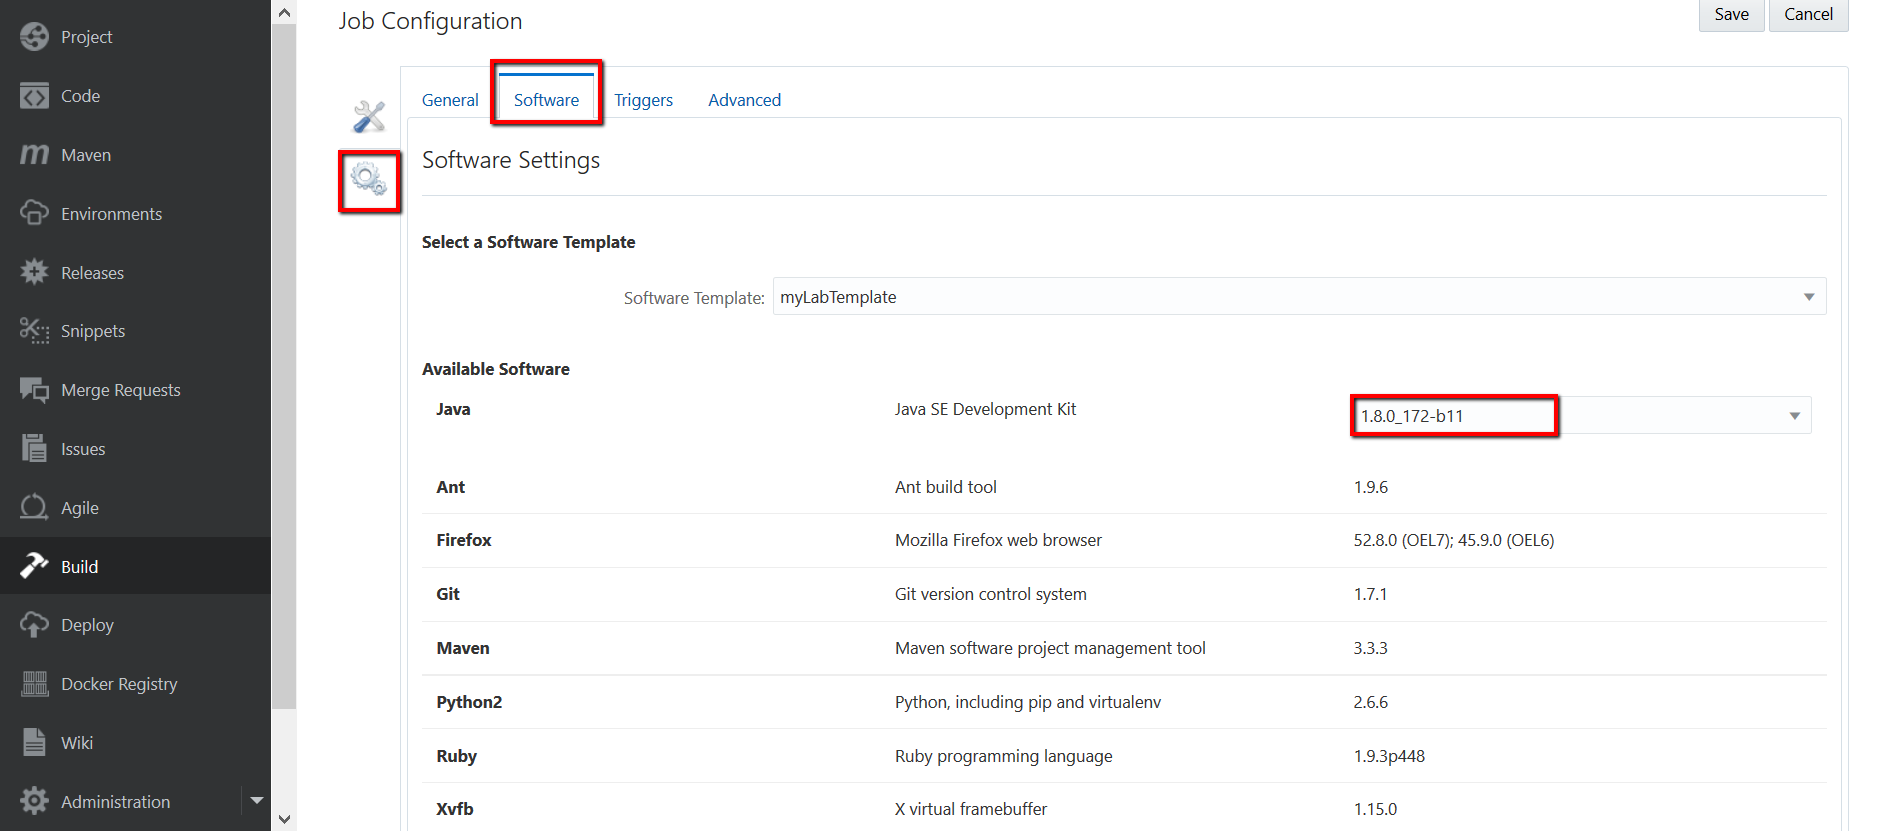 Project
Code
Maven
Environments
Releases
Snippets
Merge Requests
Issues
Agile
Build
Deploy
Docker Registry
Wiki
Administration
Job Configuration
Save Cancel
General Software Triggers Advanced
Software Settings
Select a Software Template
Software Template: myLabTemplate
Available Software
Java Java SE Development Kit 1.8.0_172-b11
Ant Ant build tool 1.9.6
Firefox Mozilla Firefox web browser 52.8.0 (OEL7); 45.9.0 (OEL6)
Git Git version control system 1.7.1
Maven Maven software project management tool 3.3.3
Python2 Python, including pip and virtualenv 2.6.6
Ruby Ruby programming language 1.9.3p448
Xvfb X virtual framebuffer 1.15.0